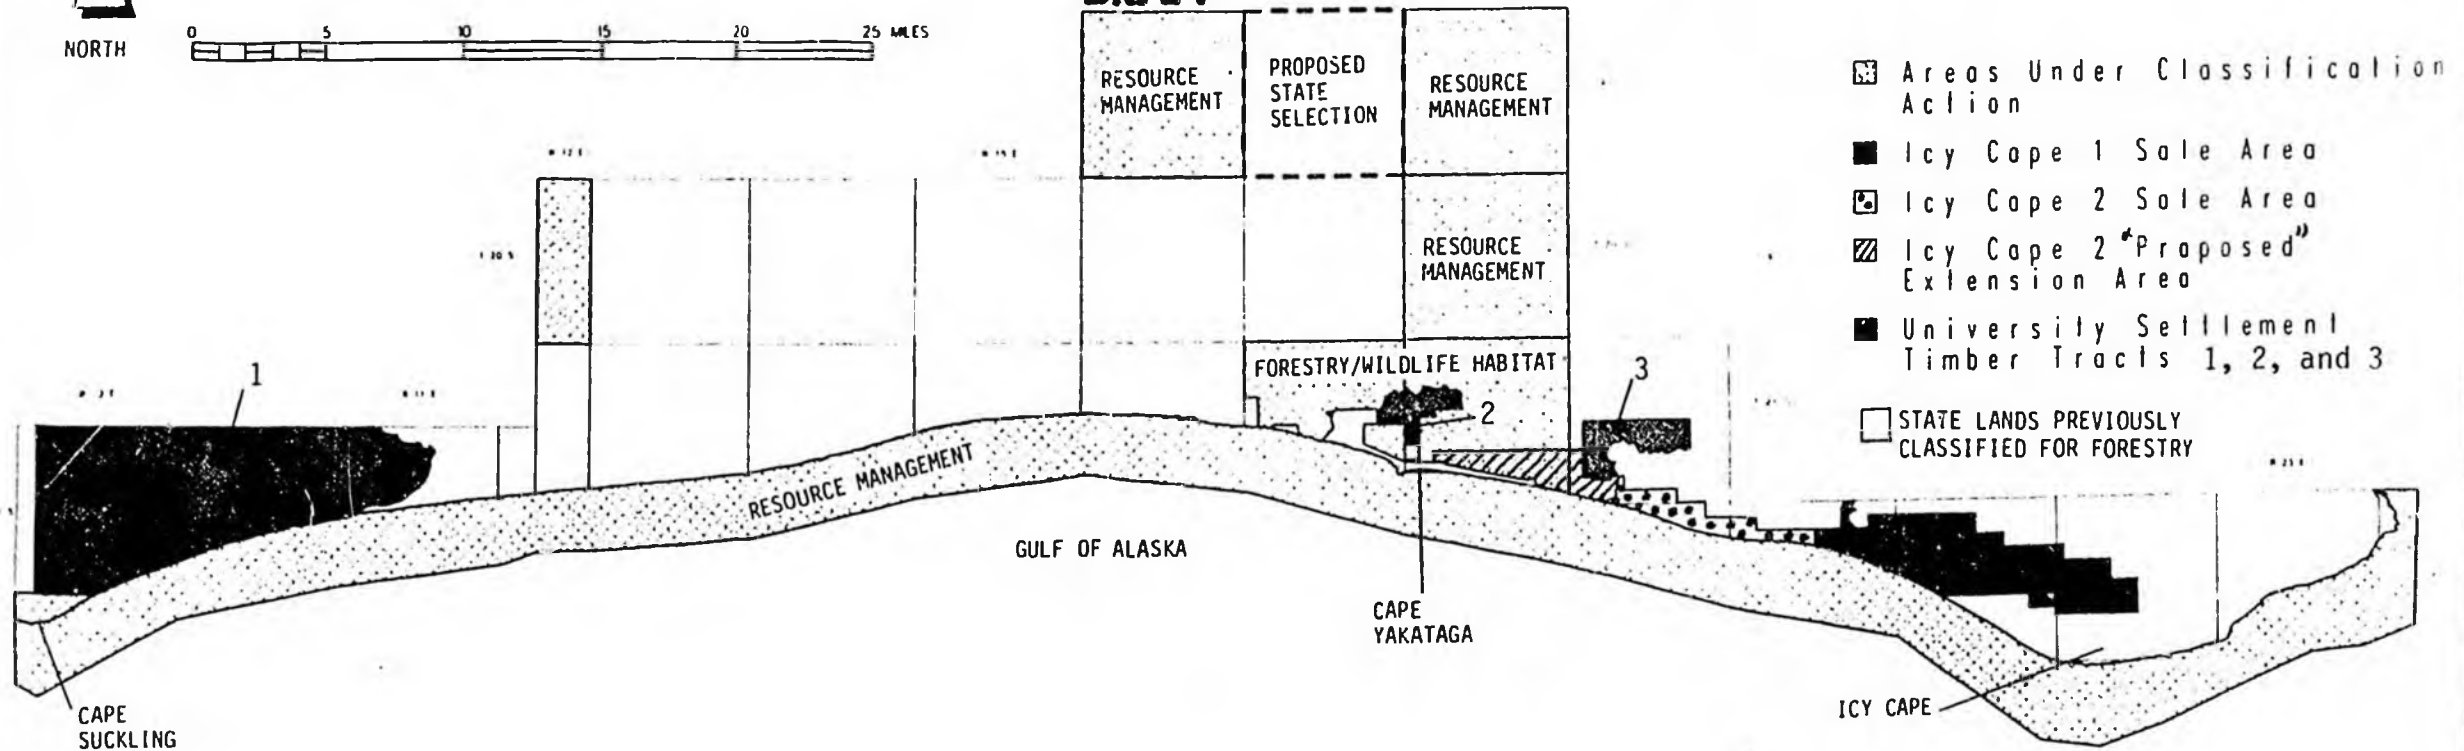 NORTH
0 5 10 15 20 25 MILES
RESOURCE
MANAGEMENT
PROPOSED
STATE
SELECTION
RESOURCE
MANAGEMENT
RESOURCE
MANAGEMENT
FORESTRY/WILDLIFE HABITAT
1
2
3
RESOURCE MANAGEMENT
GULF OF ALASKA
CAPE
YAKATAGA
CAPE
SUCKLING
ICY CAPE
Areas Under Classification
Action
Icy Cape 1 Sale Area
Icy Cape 2 Sale Area
Icy Cape 2 "Proposed"
Extension Area
University Settlement
Timber Tracts 1, 2, and 3
STATE LANDS PREVIOUSLY
CLASSIFIED FOR FORESTRY